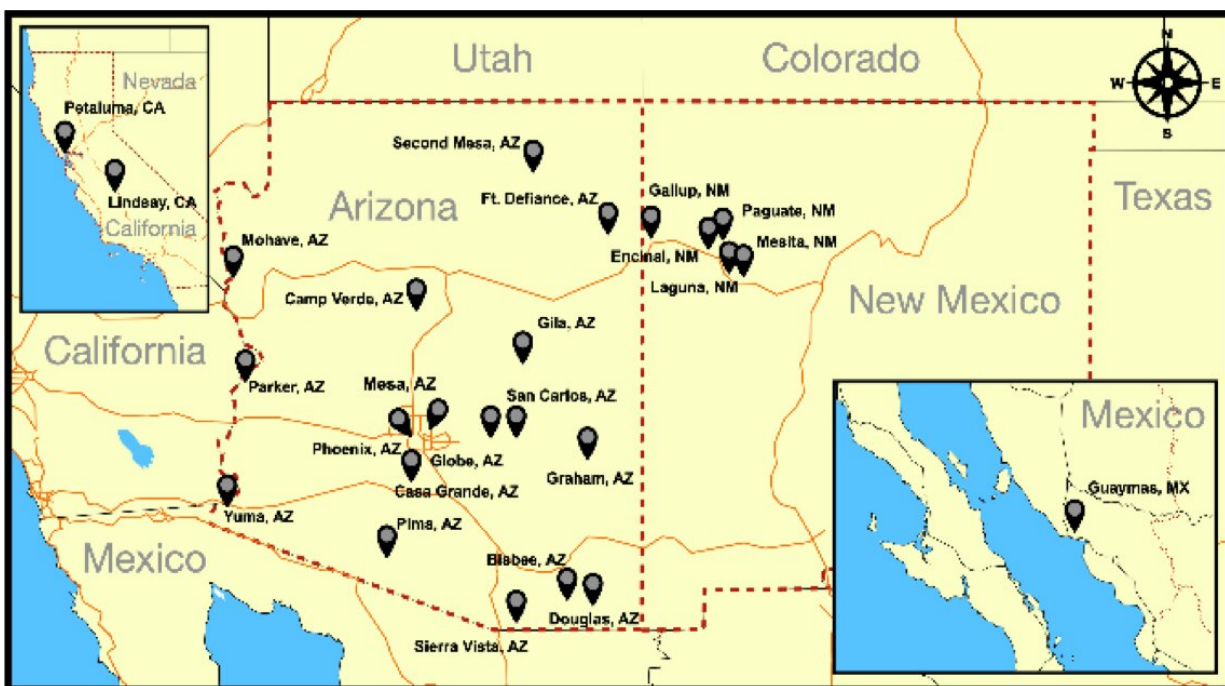 Utah
Colorado
N
W
E
S
Nevada
Petaluma, CA
Lindsay, CA
California
Second Mesa, AZ
Ft. Defiance, AZ
Gallup, NM
Paguate, NM
Arizona
Texas
Mohave, AZ
Encinal, NM
Mesita, NM
Laguna, NM
Camp Verde, AZ
New Mexico
Gila, AZ
California
Parker, AZ
Mesa, AZ
San Carlos, AZ
Phoenix, AZ
Globe, AZ
Graham, AZ
Casa Grande, AZ
Yuma, AZ
Pima, AZ
Mexico
Bisbee, AZ
Douglas, AZ
Sierra Vista, AZ
Mexico
Guaymas, MX